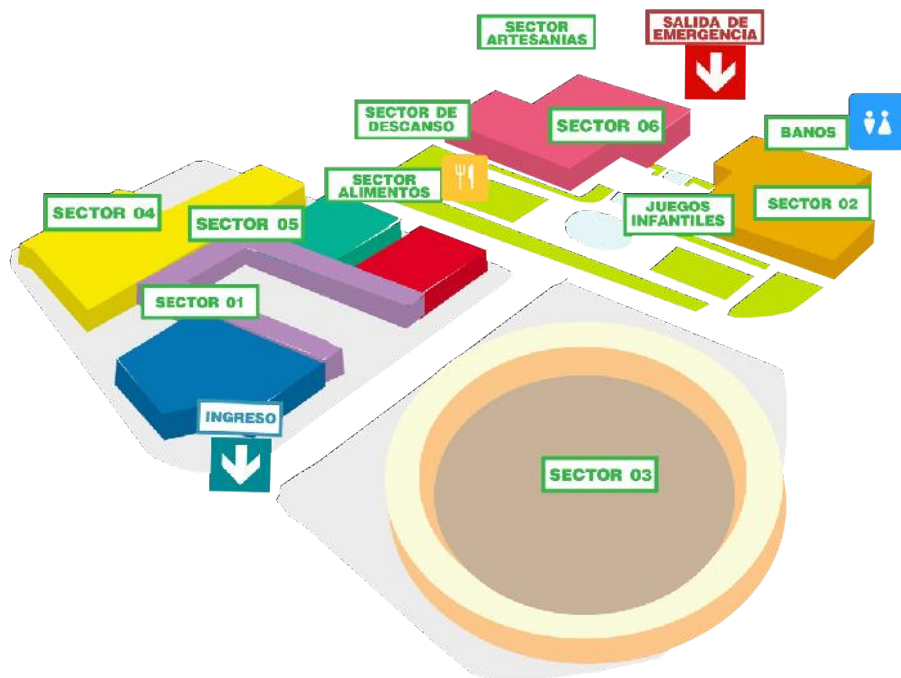 SECTOR
ARTESANIAS
SALIDA DE
EMERGENCIA
SECTOR DE
DESCANSO
SECTOR 06
BANOS
SECTOR
ALIMENTOS
SECTOR 04
SECTOR 05
JUEGOS
INFANTILES
SECTOR 02
SECTOR 01
INGRESO
SECTOR 03